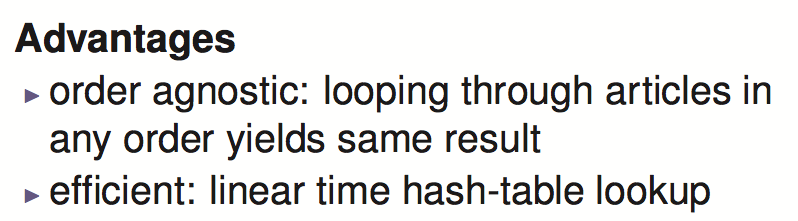 Advantages
▸ order agnostic: looping through articles in
any order yields same result
▸ efficient: linear time hash-table lookup